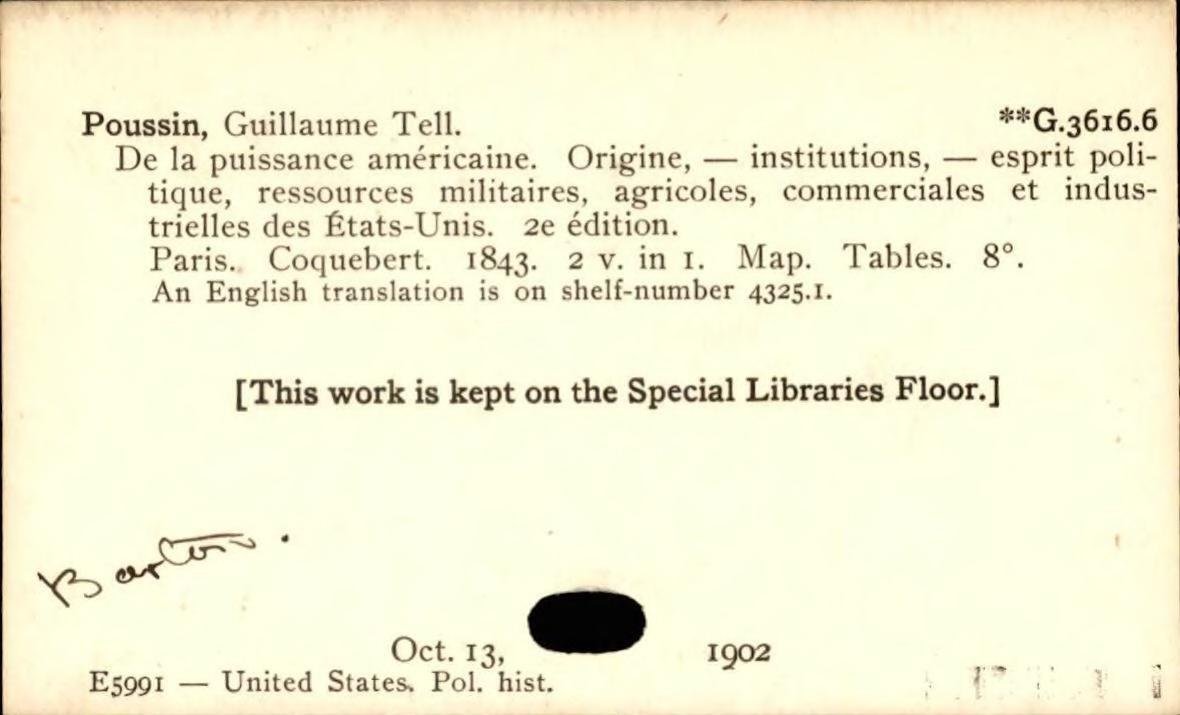 Poussin, Guillaume Tell. **G.3616.6
De la puissance américaine. Origine, — institutions, — esprit poli-
tique, ressources militaires, agricoles, commerciales et indus-
trielles des États-Unis. 2e édition.
Paris. Coquebert. 1843. 2 v. in 1. Map. Tables. 8°.
An English translation is on shelf-number 4325.1.
[This work is kept on the Special Libraries Floor.]
Barton.
Oct. 13, 1902
E5991 — United States. Pol. hist.